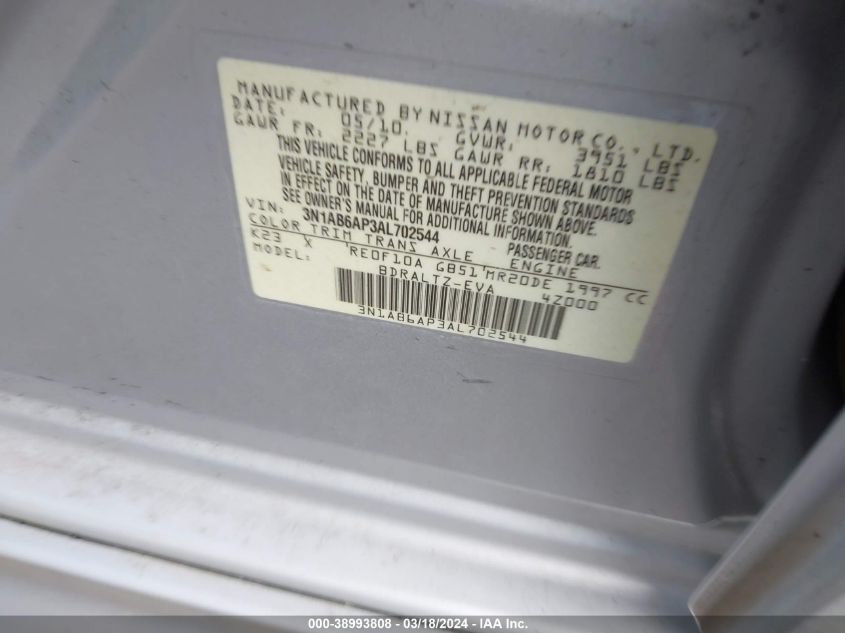 MANUFACTURED BY NISSAN MOTOR CO., LTD.
DATE: 05/10. GVWR: 3951 LBS
GAWR FR: 2227 LBS GAWR RR: 1810 LBS
THIS VEHICLE CONFORMS TO ALL APPLICABLE FEDERAL MOTOR
VEHICLE SAFETY, BUMPER AND THEFT PREVENTION STANDARDS
IN EFFECT ON THE DATE OF MANUFACTURE SHOWN ABOVE.
SEE OWNER'S MANUAL FOR ADDITIONAL INFORMATION.
VIN: 3N1AB6AP3AL702544 PASSENGER CAR.
COLOR TRIM TRANS AXLE ENGINE
K23 X RE0F10A GB51 MR20DE 1997 CC
MODEL: BDRALTZ-EVA 4Z000
3N1AB6AP3AL702544
000-38993808 - 03/18/2024 - IAA Inc.